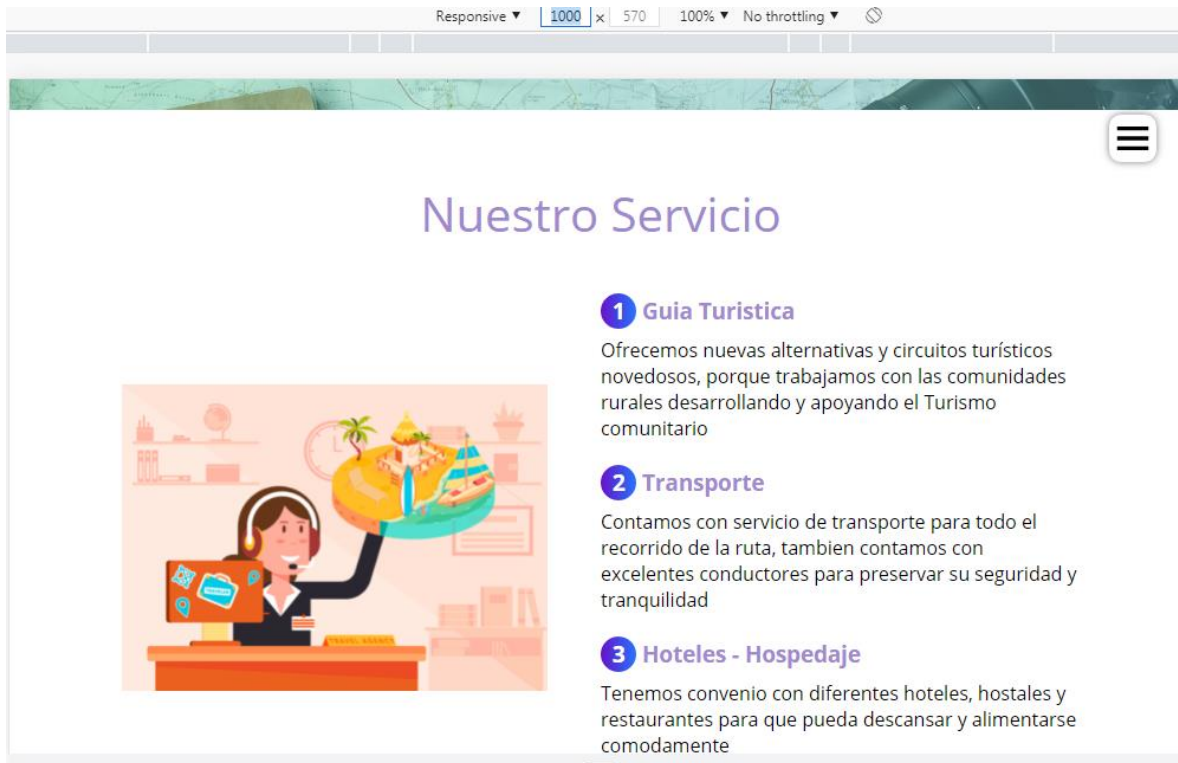 Responsive ▼ 1000 x 570 100% ▼ No throttling ▼
Nuestro Servicio
1 Guia Turistica
Ofrecemos nuevas alternativas y circuitos turísticos
novedosos, porque trabajamos con las comunidades
rurales desarrollando y apoyando el Turismo
comunitario
2 Transporte
Contamos con servicio de transporte para todo el
recorrido de la ruta, tambien contamos con
excelentes conductores para preservar su seguridad y
tranquilidad
3 Hoteles - Hospedaje
Tenemos convenio con diferentes hoteles, hostales y
restaurantes para que pueda descansar y alimentarse
comodamente
TRAVEL AGENCY